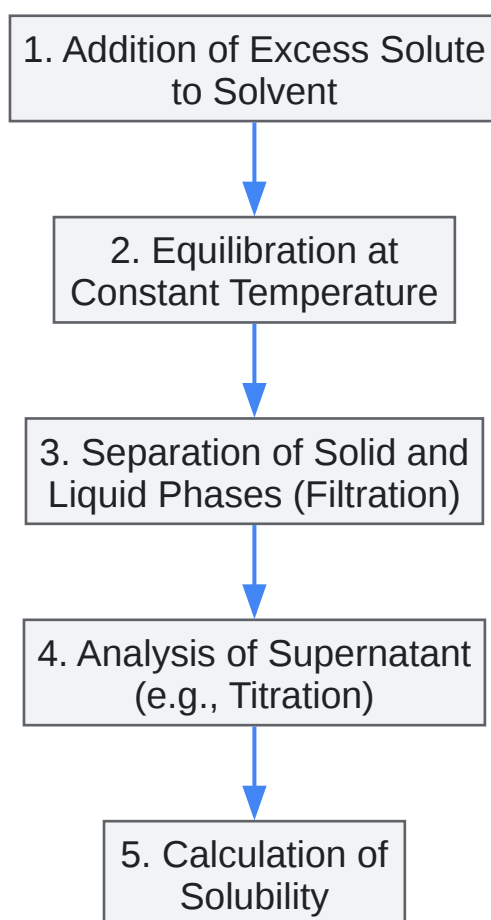 1. Addition of Excess Solute
to Solvent
2. Equilibration at
Constant Temperature
3. Separation of Solid and
Liquid Phases (Filtration)
4. Analysis of Supernatant
(e.g., Titration)
5. Calculation of
Solubility